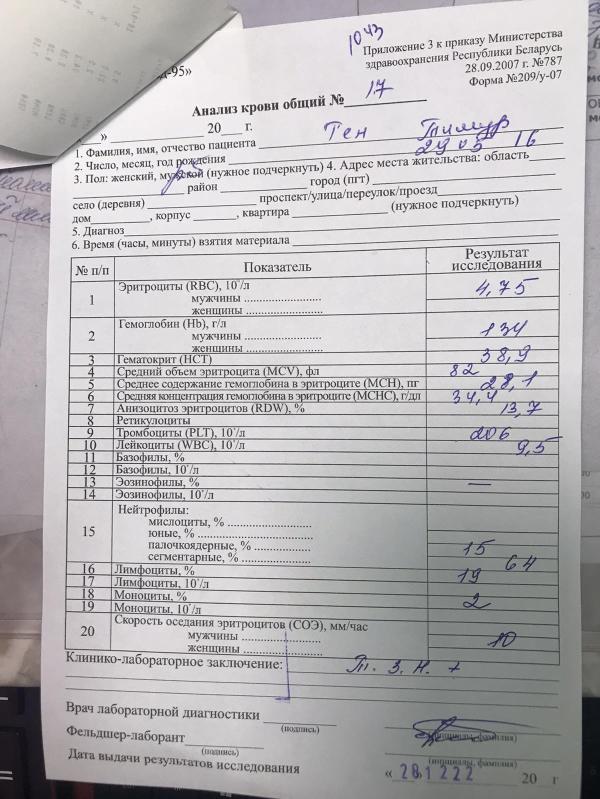 1043
Приложение 3 к приказу Министерства
здравоохранения Республики Беларусь
28.09.2007 г. №787
Форма №209/у-07
-95»
Анализ крови общий № 17
» 20 г.
1. Фамилия, имя, отчество пациента Тен Тимур
2. Число, месяц, год рождения 29 05 16
3. Пол: женский, мужской (нужное подчеркнуть) 4. Адрес места жительства: область
район город (пгт)
село (деревня) проспект/улица/переулок/проезд
дом , корпус , квартира (нужное подчеркнуть)
5. Диагноз
6. Время (часы, минуты) взятия материала
№ п/п Показатель Результат исследования
1 Эритроциты (RBC), 10^/л 4,75
мужчины
женщины
2 Гемоглобин (Hb), г/л 134
мужчины
женщины
3 Гематокрит (HCT) 38,9
4 Средний объем эритроцита (MCV), фл 82
5 Среднее содержание гемоглобина в эритроците (MCH), пг 28,1
6 Средняя концентрация гемоглобина в эритроците (MCHC), г/дл 34,4
7 Анизоцитоз эритроцитов (RDW), % 13,7
8 Ретикулоциты
9 Тромбоциты (PLT), 10^/л 206
10 Лейкоциты (WBC), 10^/л 9,5
11 Базофилы, %
12 Базофилы, 10^/л
13 Эозинофилы, % —
14 Эозинофилы, 10^/л
15 Нейтрофилы:
миелоциты, %
юные, %
палочкоядерные, % 15
сегментарные, % 64
16 Лимфоциты, % 19
17 Лимфоциты, 10^/л
18 Моноциты, % 2
19 Моноциты, 10^/л
20 Скорость оседания эритроцитов (СОЭ), мм/час 10
мужчины
женщины
Клинико-лабораторное заключение: Т. З. Н. +
Врач лабораторной диагностики
(подпись) (инициалы, фамилия)
Фельдшер-лаборант
(подпись) (инициалы, фамилия)
Дата выдачи результатов исследования « 28 1222 20 г